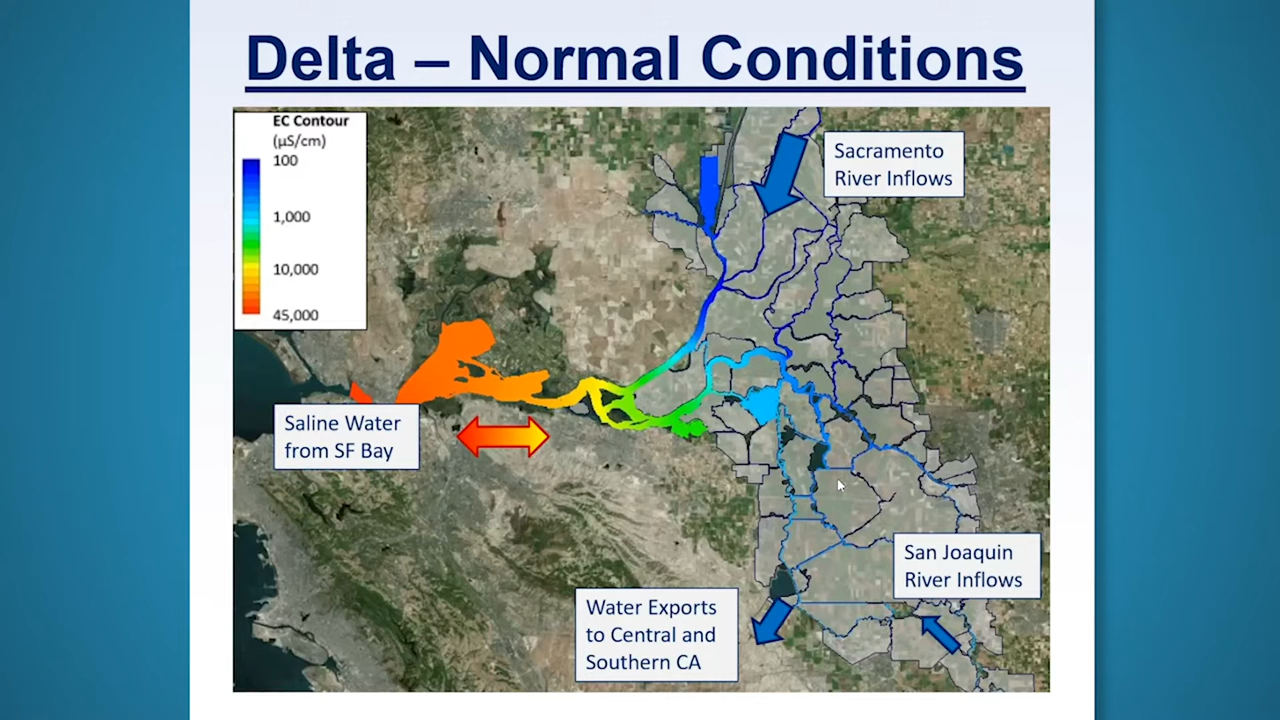 Delta – Normal Conditions
EC Contour
(µS/cm)
100
1,000
10,000
45,000
Sacramento
River Inflows
Saline Water
from SF Bay
San Joaquin
River Inflows
Water Exports
to Central and
Southern CA